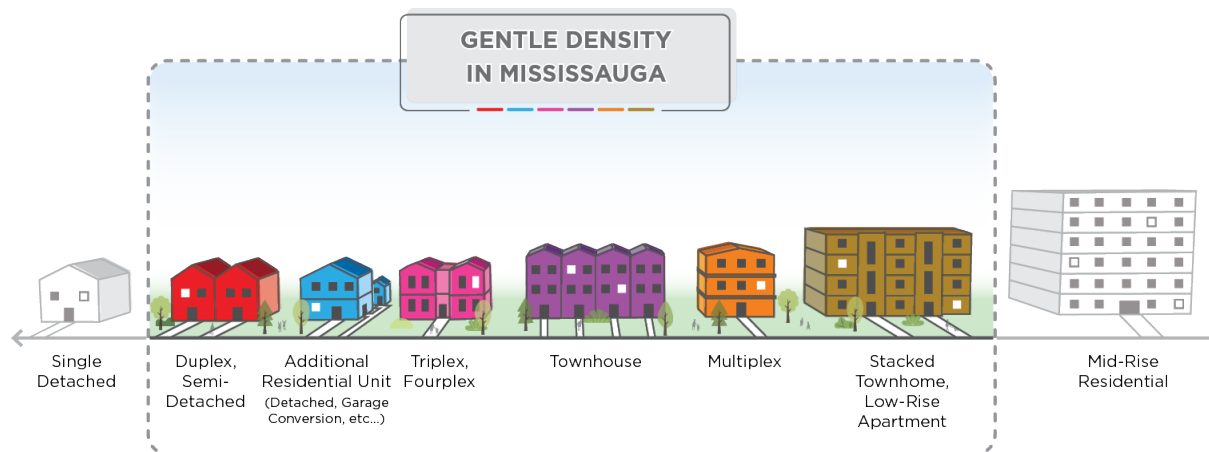 GENTLE DENSITY
IN MISSISSAUGA
Single
Detached
Duplex,
Semi-
Detached
Additional
Residential Unit
(Detached, Garage
Conversion, etc...)
Triplex,
Fourplex
Townhouse
Multiplex
Stacked
Townhome,
Low-Rise
Apartment
Mid-Rise
Residential